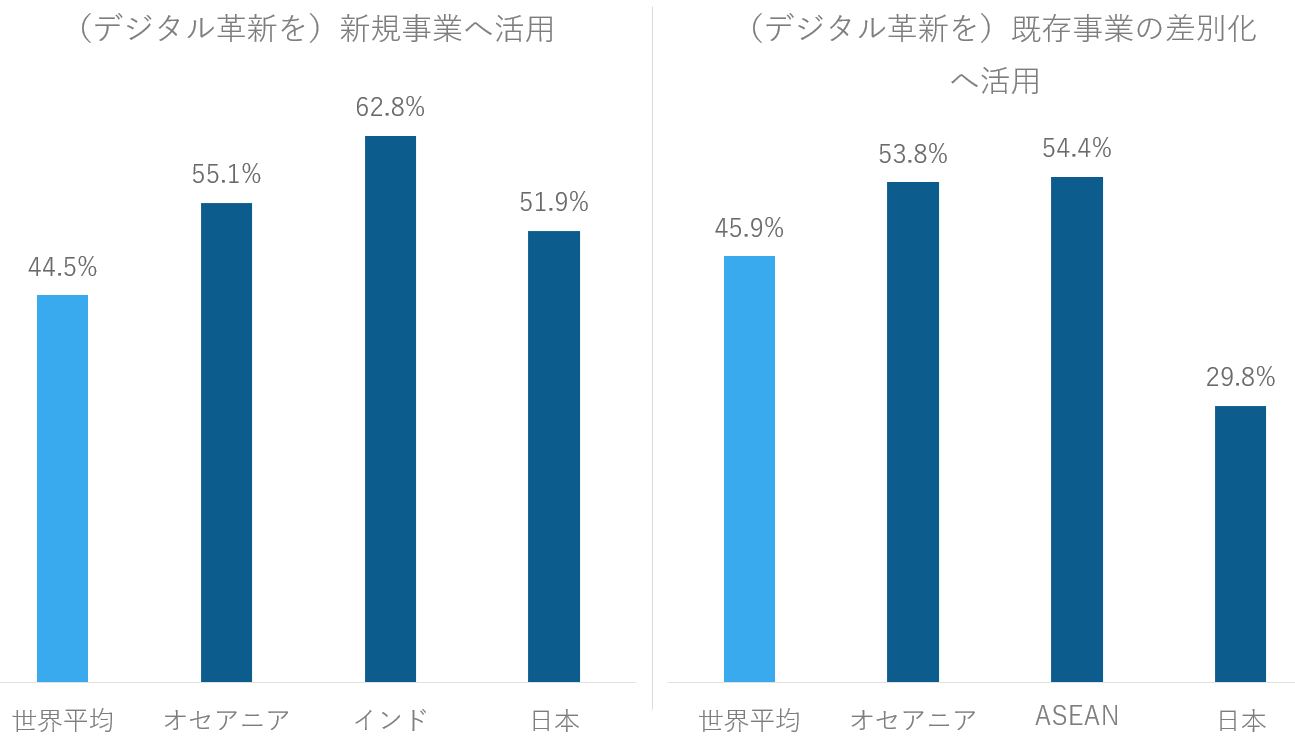 （デジタル革新を）新規事業へ活用
62.8%
55.1%
51.9%
44.5%
世界平均
オセアニア
インド
日本
（デジタル革新を）既存事業の差別化
へ活用
54.4%
53.8%
45.9%
29.8%
世界平均
オセアニア
ASEAN
日本